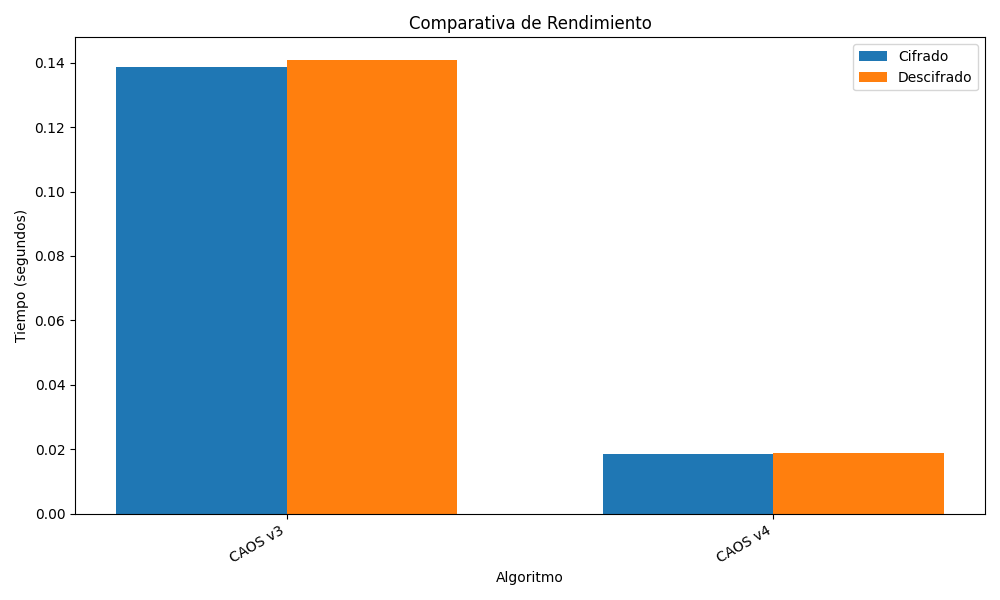 Comparativa de Rendimiento
Cifrado
Descifrado
Tiempo (segundos)
0.14
0.12
0.10
0.08
0.06
0.04
0.02
0.00
CAOS v3
CAOS v4
Algoritmo